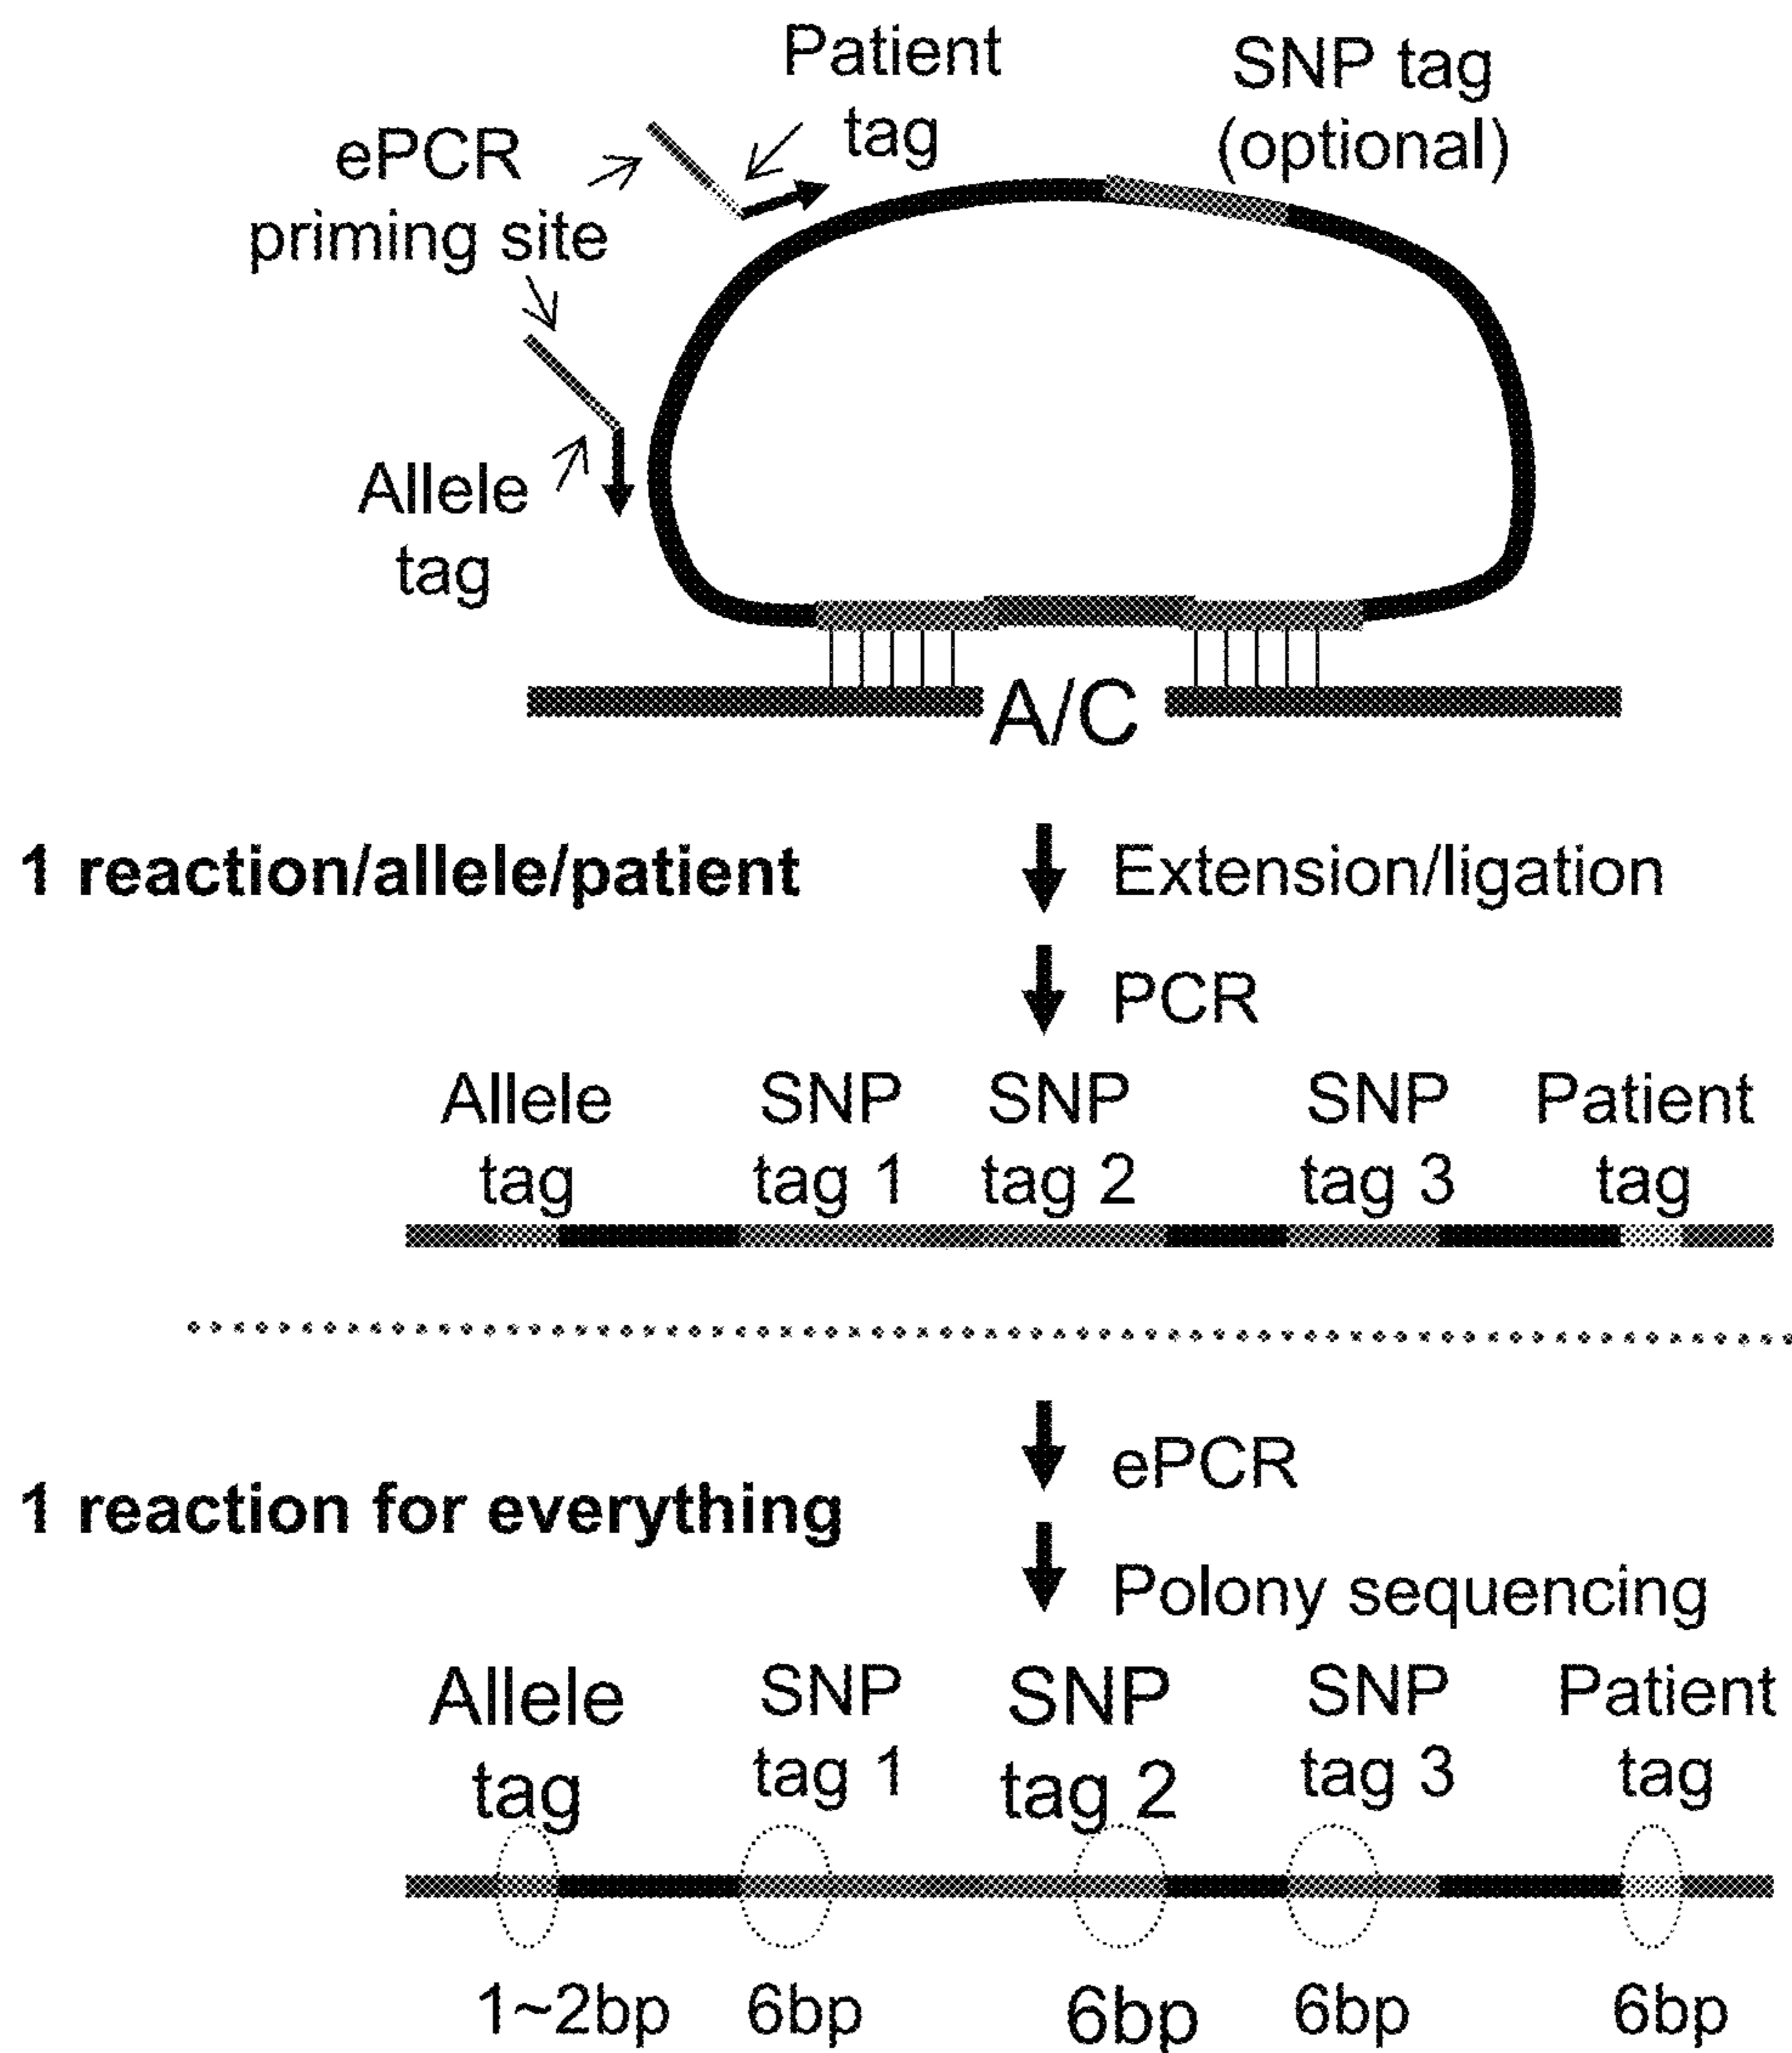 Patient
tag
SNP tag
(optional)
ePCR
priming site
Allele
tag
A/C
1 reaction/allele/patient
Extension/ligation
PCR
Allele
tag
SNP
tag 1
SNP
tag 2
SNP
tag 3
Patient
tag
1 reaction for everything
ePCR
Polony sequencing
Allele
tag
SNP
tag 1
SNP
tag 2
SNP
tag 3
Patient
tag
1~2bp 6bp 6bp 6bp 6bp